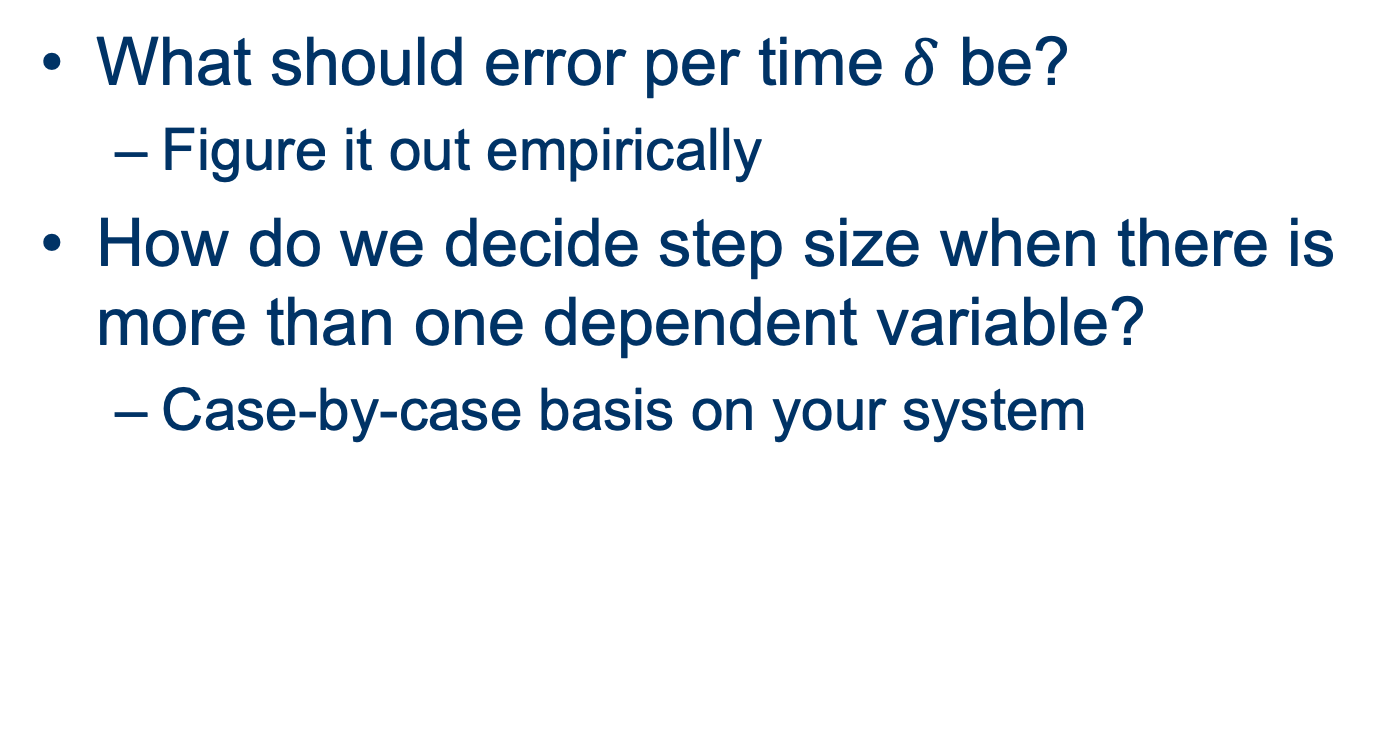 • What should error per time 𝛿 be?
– Figure it out empirically
• How do we decide step size when there is
more than one dependent variable?
– Case-by-case basis on your system